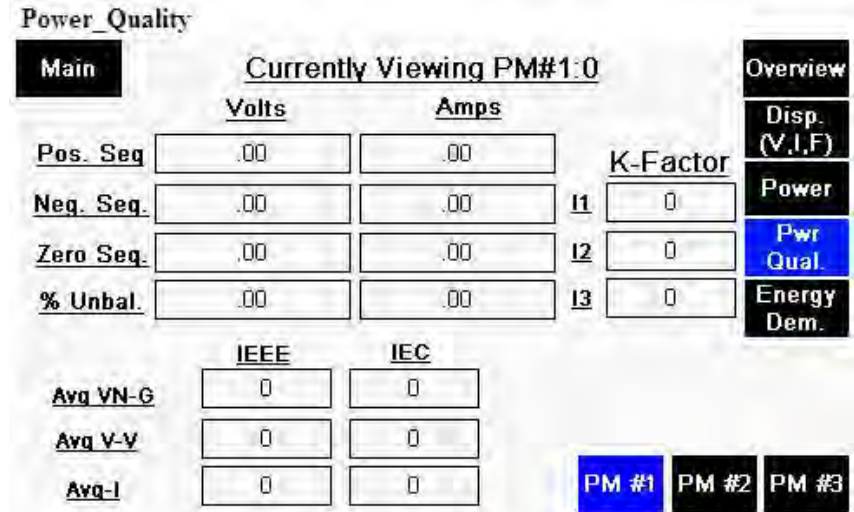 Power_Quality
Main
Currently Viewing PM#1:0
Overview
Volts Amps
Disp. (V,I,F)
Pos. Seq .00 .00
K-Factor
Power
Neg. Seq. .00 .00 I1 0
Pwr Qual.
Zero Seq. .00 .00 I2 0
% Unbal. .00 .00 I3 0
Energy Dem.
IEEE IEC
Avg VN-G 0 0
Avg V-V 0 0
Avg-I 0 0
PM #1 PM #2 PM #3